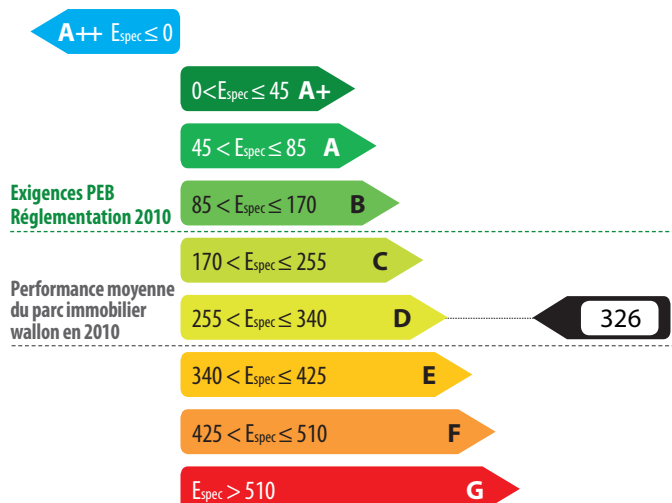 A++ Espec ≤ 0
0<Espec ≤ 45 A+
45 < Espec ≤ 85 A
Exigences PEB
Réglementation 2010
85 < Espec ≤ 170 B
170 < Espec ≤ 255 C
Performance moyenne
du parc immobilier
wallon en 2010
255 < Espec ≤ 340 D
326
340 < Espec ≤ 425 E
425 < Espec ≤ 510 F
Espec > 510 G